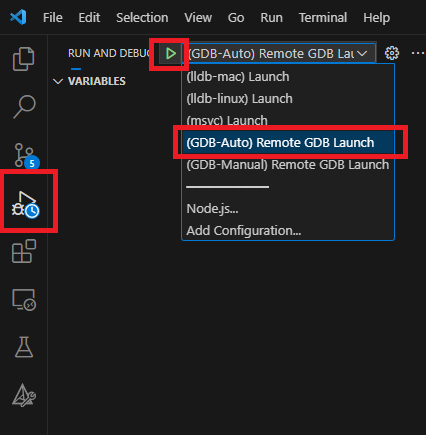 File Edit Selection View Go Run Terminal Help
RUN AND DEBUG (GDB-Auto) Remote GDB Lau
VARIABLES
(lldb-mac) Launch
(lldb-linux) Launch
(msvc) Launch
(GDB-Auto) Remote GDB Launch
(GDB-Manual) Remote GDB Launch
Node.js...
Add Configuration...
5